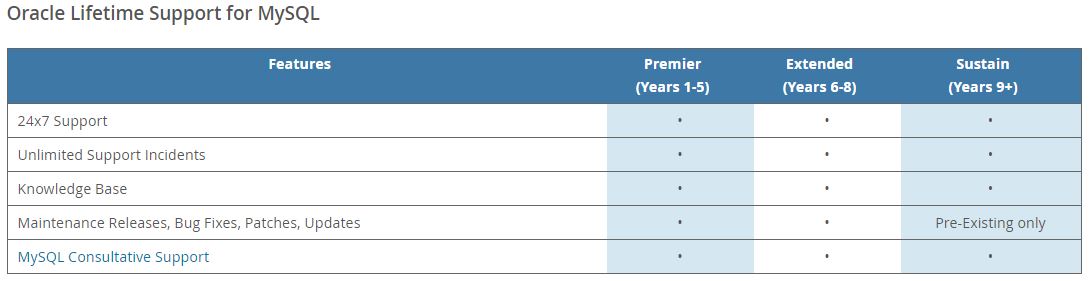 Oracle Lifetime Support for MySQL
Features Premier Extended Sustain
(Years 1-5) (Years 6-8) (Years 9+)
24x7 Support • • •
Unlimited Support Incidents • • •
Knowledge Base • • •
Maintenance Releases, Bug Fixes, Patches, Updates • • Pre-Existing only
MySQL Consultative Support • • •